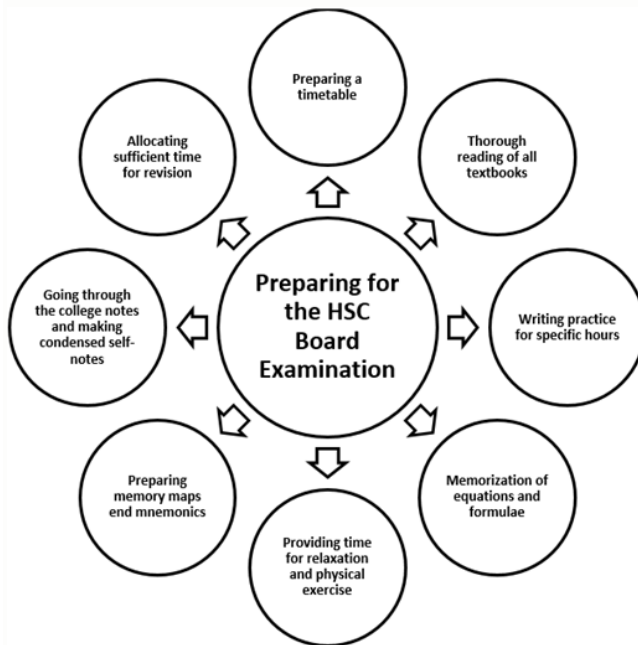 Preparing a
timetable
Thorough
reading of all
textbooks
Writing practice
for specific hours
Memorization of
equations and
formulae
Providing time
for relaxation
and physical
exercise
Preparing
memory maps
end mnemonics
Going through
the college notes
and making
condensed self-
notes
Allocating
sufficient time
for revision
Preparing for
the HSC
Board
Examination